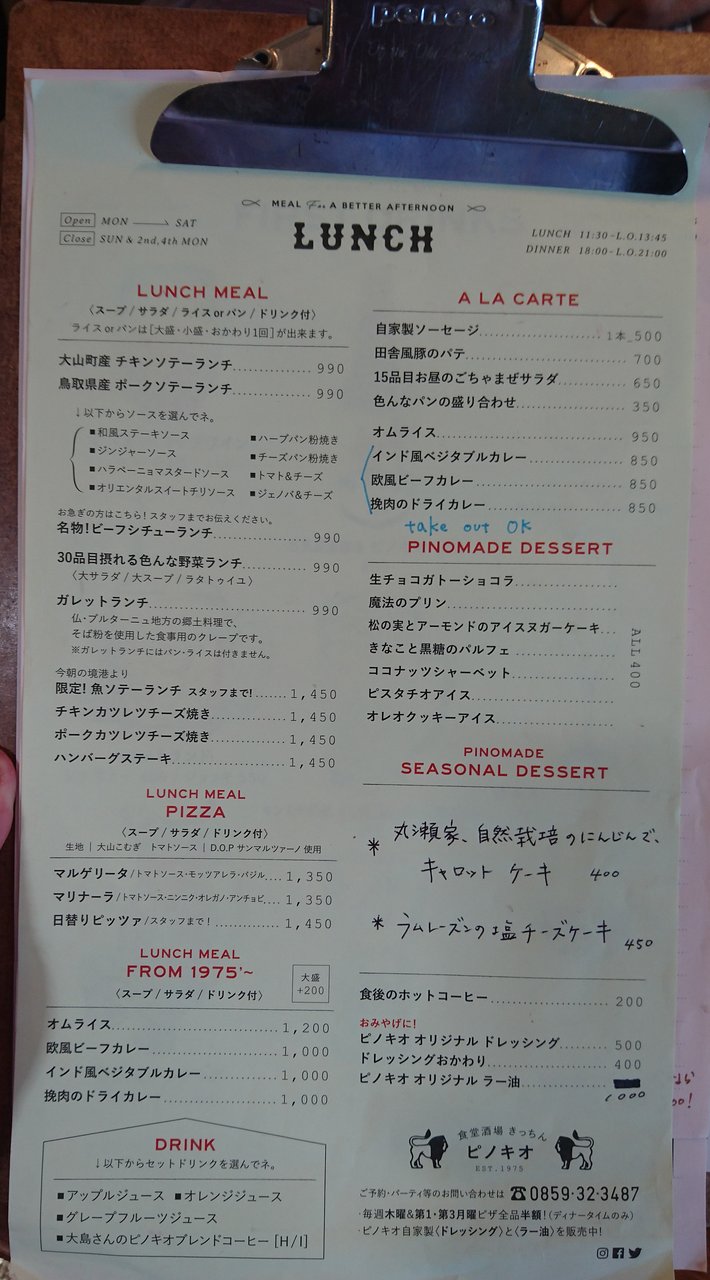 penco
MEAL For A BETTER AFTERNOON
LUNCH
Open MON → SAT
Close SUN & 2nd,4th MON
LUNCH 11:30-L.O.13:45
DINNER 18:00-L.O.21:00
LUNCH MEAL
〈スープ / サラダ / ライス or パン / ドリンク付〉
ライス or パンは[大盛・小盛・おかわり1回]が出来ます。
大山町産 チキンソテーランチ............... 990
鳥取県産 ポークソテーランチ............... 990
↓以下からソースを選んでネ。
■和風ステーキソース
■ジンジャーソース
■ハラペーニョマスタードソース
■オリエンタルスイートチリソース
■ハーブパン粉焼き
■チーズパン粉焼き
■トマト&チーズ
■ジェノバ&チーズ
お急ぎの方はこちら! スタッフまでお伝えください。
名物!ビーフシチューランチ................... 990
30品目摂れる色んな野菜ランチ............. 990
〈大サラダ / 大スープ / ラタトゥイユ〉
ガレットランチ............................... 990
仏・ブルターニュ地方の郷土料理で、
そば粉を使用した食事用のクレープです。
※ガレットランチにはパン・ライスは付きません。
今朝の境港より
限定! 魚ソテーランチ スタッフまで!....... 1,450
チキンカツレツチーズ焼き............... 1,450
ポークカツレツチーズ焼き............... 1,450
ハンバーグステーキ....................... 1,450
LUNCH MEAL
PIZZA
〈スープ / サラダ / ドリンク付〉
生地 | 大山こむぎ トマトソース | D.O.P サンマルツァーノ使用
マルゲリータ/トマトソース・モッツアレラ・バジル.... 1,350
マリナーラ/トマトソース・ニンニク・オレガノ・アンチョビ. 1,350
日替りピッツァ/スタッフまで!............. 1,450
LUNCH MEAL
FROM 1975'~
〈スープ / サラダ / ドリンク付〉
大盛
+200
オムライス................................ 1,200
欧風ビーフカレー......................... 1,000
インド風ベジタブルカレー............... 1,000
挽肉のドライカレー....................... 1,000
DRINK
↓以下からセットドリンクを選んでネ。
■アップルジュース ■オレンジジュース
■グレープフルーツジュース
■大島さんのピノキオブレンドコーヒー [H/I]
A LA CARTE
自家製ソーセージ....................... 1本_500
田舎風豚のパテ............................. 700
15品目お昼のごちゃまぜサラダ............. 650
色んなパンの盛り合わせ................... 350
オムライス................................... 950
インド風ベジタブルカレー................. 850
欧風ビーフカレー........................... 850
挽肉のドライカレー......................... 850
take out OK
PINOMADE DESSERT
生チョコガトーショコラ...................
魔法のプリン.............................
松の実とアーモンドのアイスヌガーケーキ...
きなこと黒糖のパルフェ...................
ココナッツシャーベット...................
ピスタチオアイス.........................
オレオクッキーアイス.....................
ALL400
PINOMADE
SEASONAL DESSERT
* 丸瀬家、自然栽培のにんじんで、
キャロット ケーキ 400
* ラムレーズンの塩チーズケーキ 450
食後のホットコーヒー....................... 200
おみやげに!
ピノキオ オリジナル ドレッシング......... 500
ドレッシングおかわり....................... 400
ピノキオ オリジナル ラー油...............
1000
食堂酒場 きっちん
ピノキオ
EST.1975
ご予約・パーティ等のお問い合わせは ☎0859・32・3487
・毎週木曜&第1・第3月曜ピザ全品半額!(ディナータイムのみ)
・ピノキオ自家製〈ドレッシング〉と〈ラー油〉を販売中!